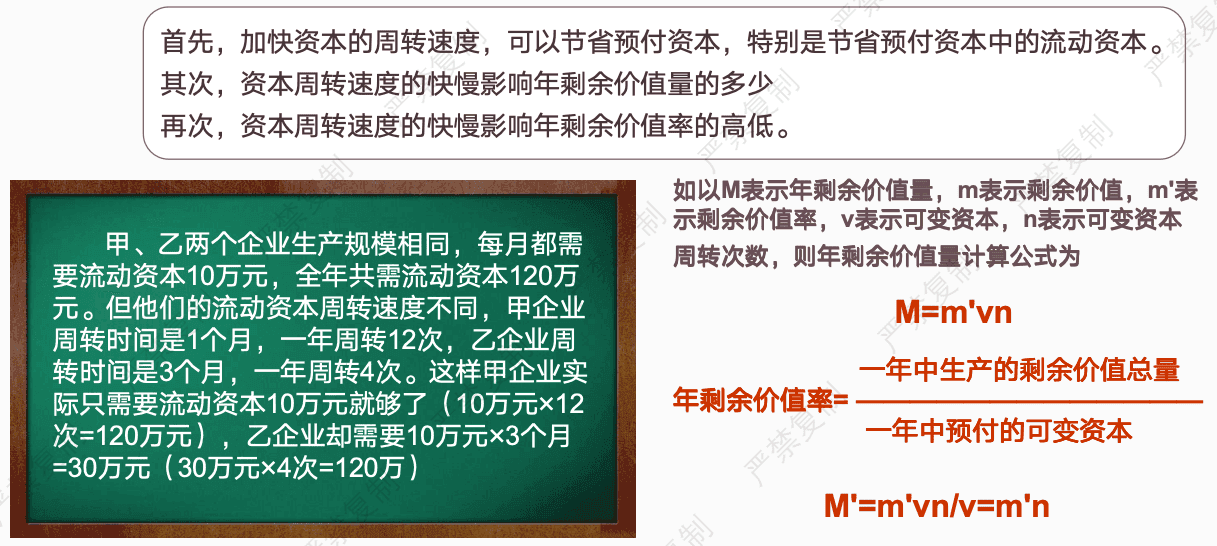 首先，加快资本的周转速度，可以节省预付资本，特别是节省预付资本中的流动资本。
其次，资本周转速度的快慢影响年剩余价值量的多少
再次，资本周转速度的快慢影响年剩余价值率的高低。
甲、乙两个企业生产规模相同，每月都需
要流动资本10万元，全年共需流动资本120万
元。但他们的流动资本周转速度不同，甲企业
周转时间是1个月，一年周转12次，乙企业周
转时间是3个月，一年周转4次。这样甲企业实
际只需要流动资本10万元就够了（10万元×12
次=120万元），乙企业却需要10万元×3个月
=30万元（30万元×4次=120万）
如以M表示年剩余价值量，m表示剩余价值，m'表
示剩余价值率，v表示可变资本，n表示可变资本
周转次数，则年剩余价值量计算公式为
M=m'vn
一年中生产的剩余价值总量
年剩余价值率=
一年中预付的可变资本
M'=m'vn/v=m'n
严禁复制
严禁复制
严禁复制
严禁复制
严禁复制
严禁复制
严禁复制